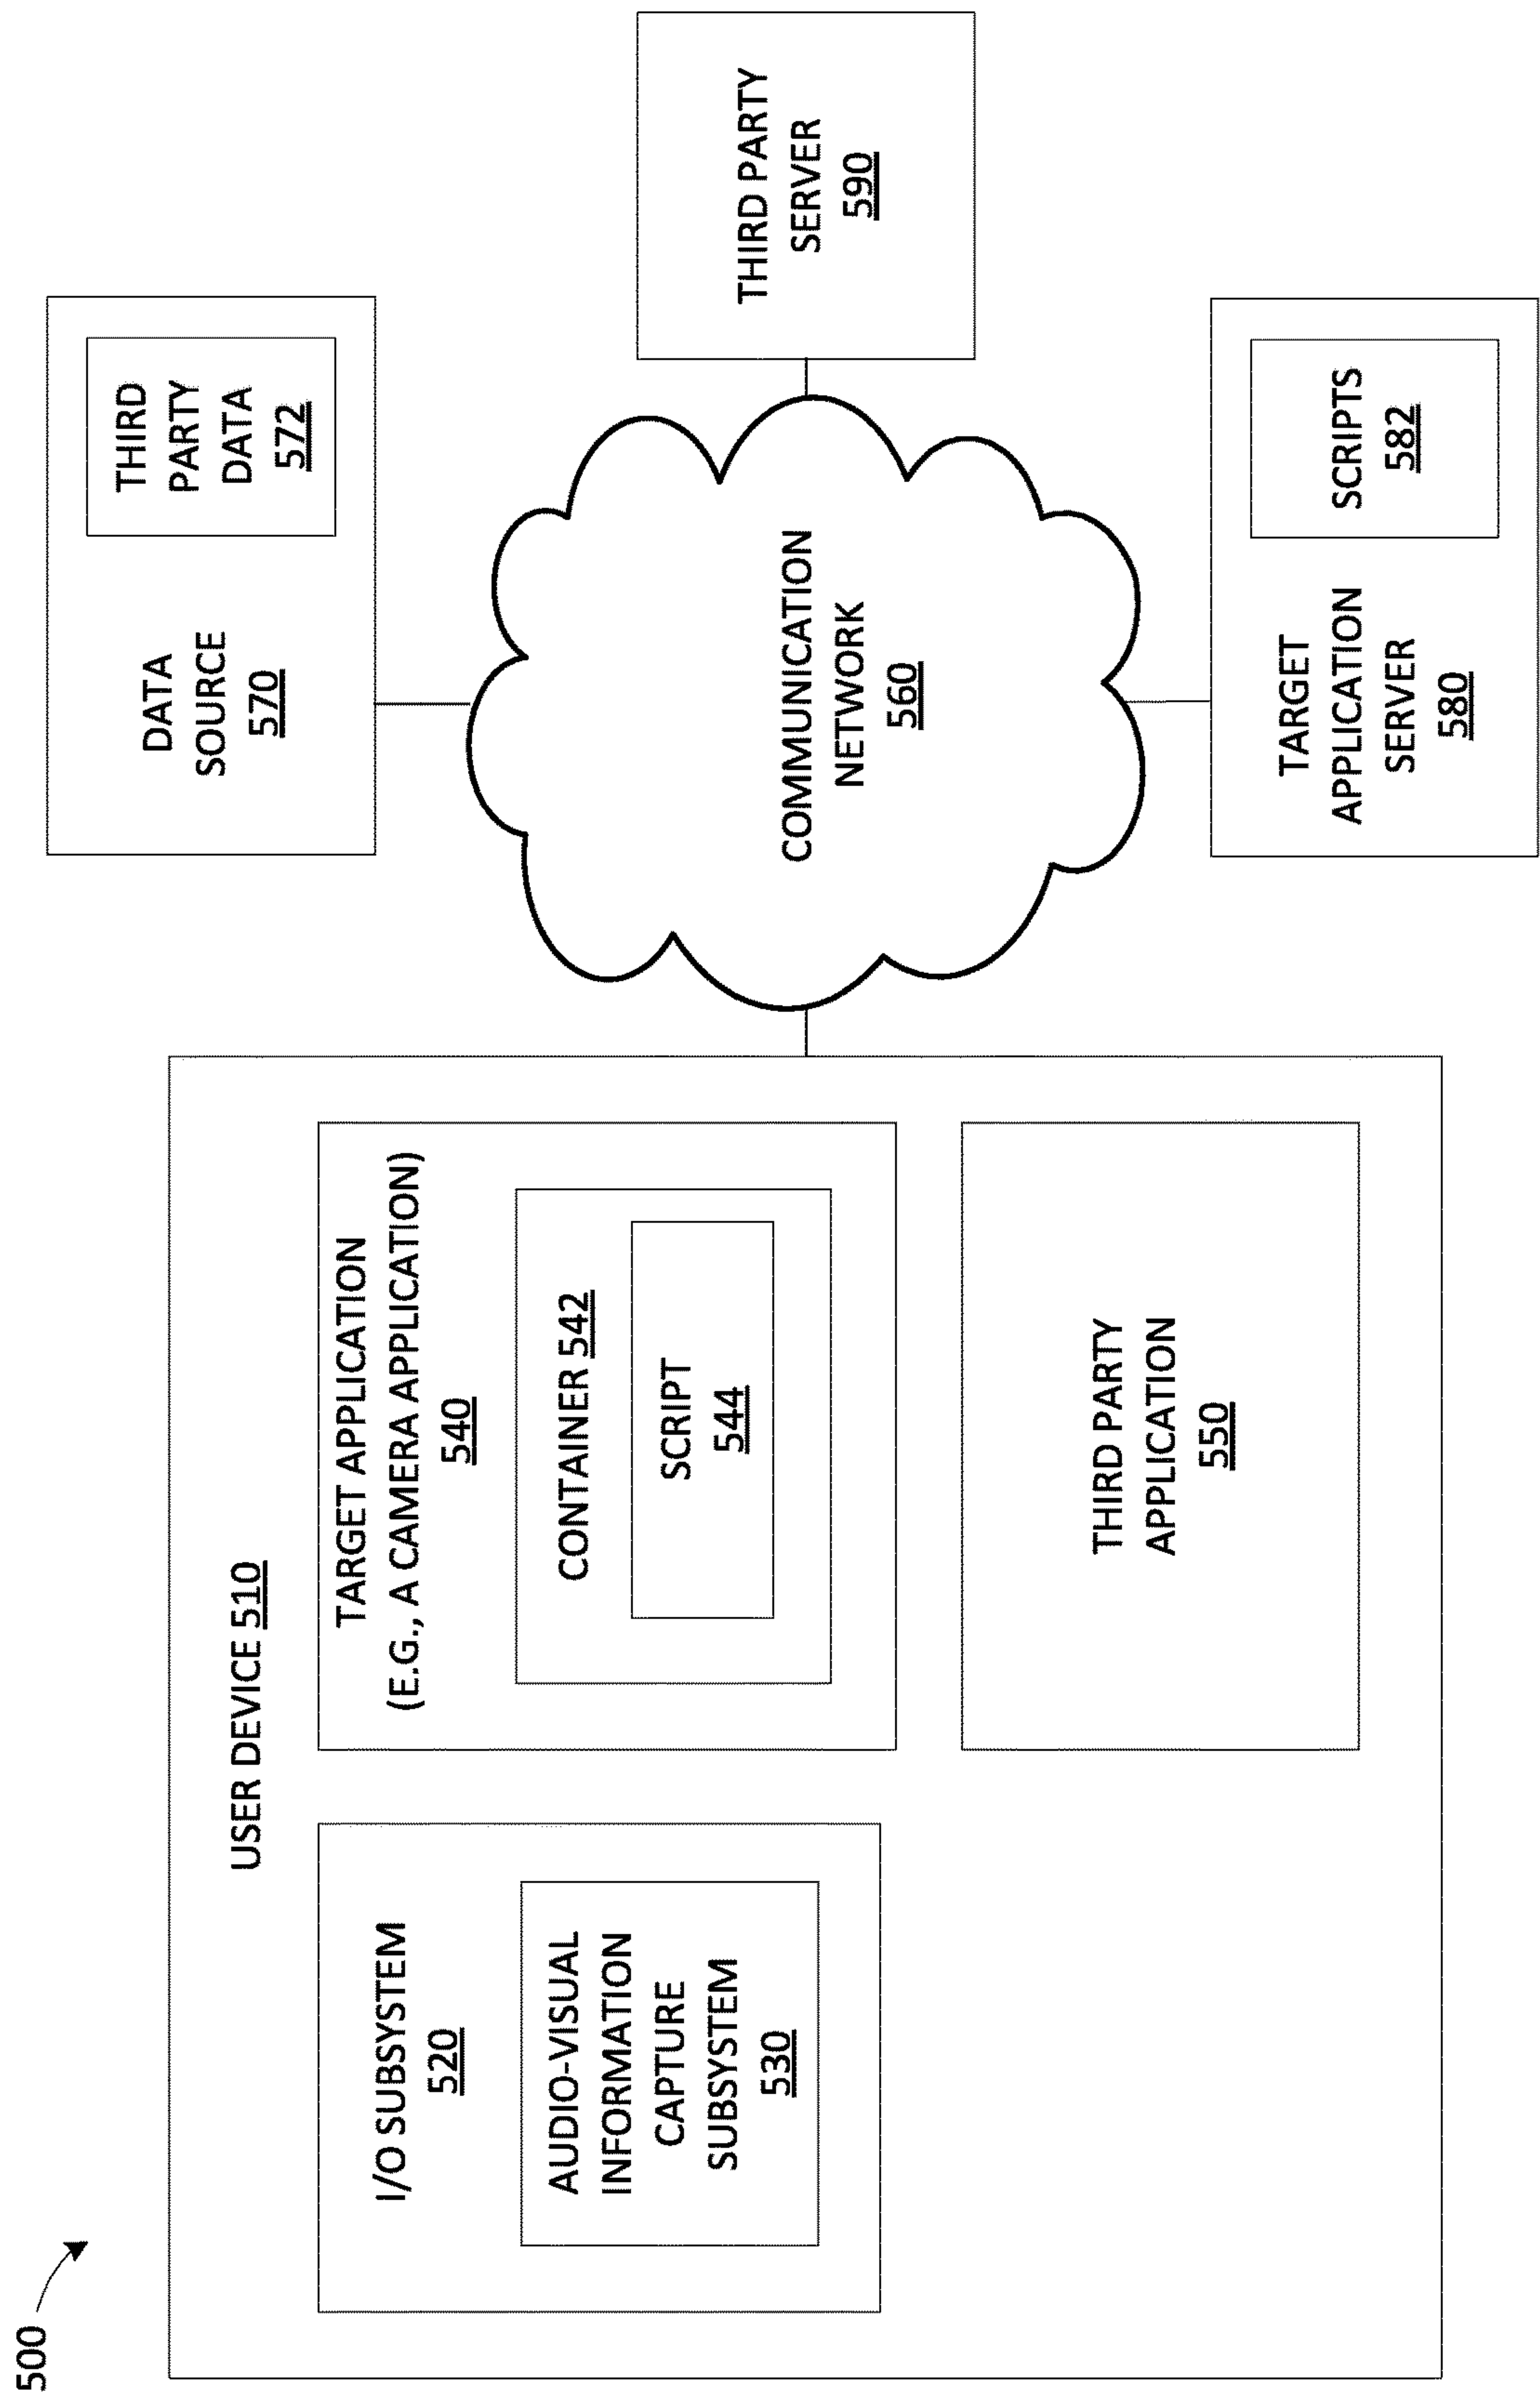 500
USER DEVICE 510
I/O SUBSYSTEM
520
AUDIO-VISUAL
INFORMATION
CAPTURE
SUBSYSTEM
530
TARGET APPLICATION
(E.G., A CAMERA APPLICATION)
540
CONTAINER 542
SCRIPT
544
THIRD PARTY
APPLICATION
550
COMMUNICATION
NETWORK
560
DATA
SOURCE
570
THIRD
PARTY
DATA
572
TARGET
APPLICATION
SERVER
580
SCRIPTS
582
THIRD PARTY
SERVER
590